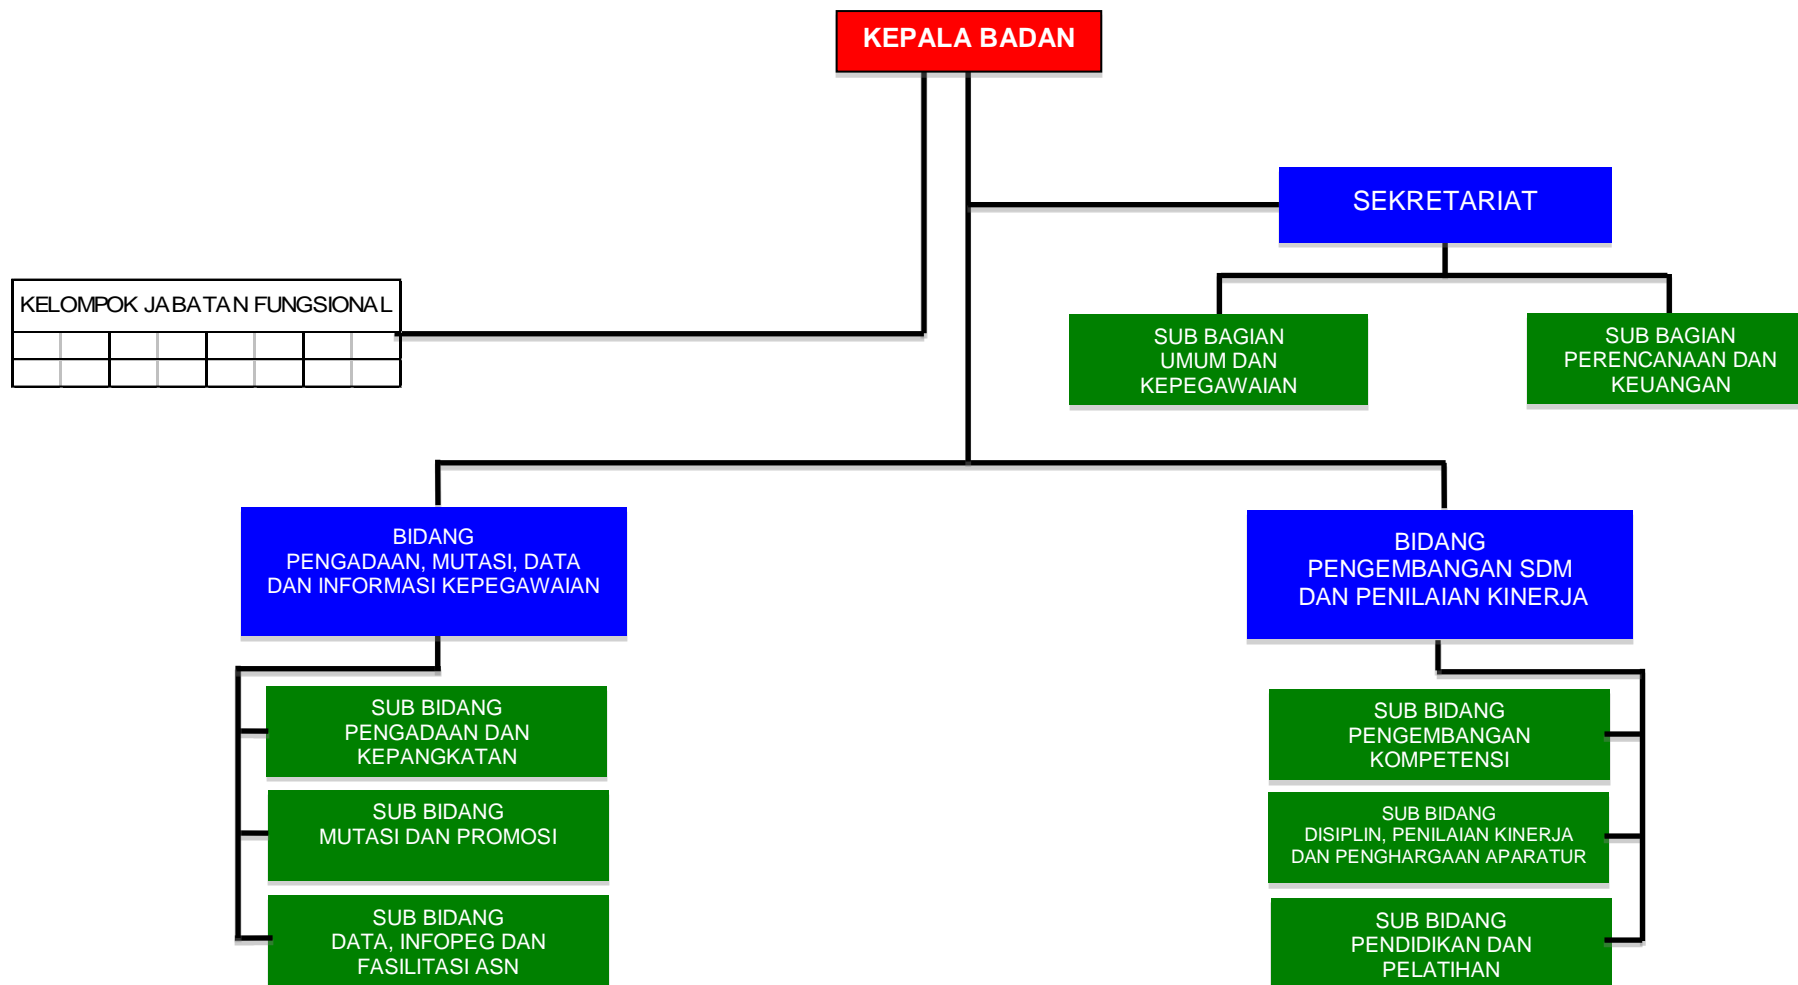 KEPALA BADAN
SEKRETARIAT
KELOMPOK JABATAN FUNGSIONAL
SUB BAGIAN
UMUM DAN
KEPEGAWAIAN
SUB BAGIAN
PERENCANAAN DAN
KEUANGAN
BIDANG
PENGADAAN, MUTASI, DATA
DAN INFORMASI KEPEGAWAIAN
BIDANG
PENGEMBANGAN SDM
DAN PENILAIAN KINERJA
SUB BIDANG
PENGADAAN DAN
KEPANGKATAN
SUB BIDANG
MUTASI DAN PROMOSI
SUB BIDANG
DATA, INFOPEG DAN
FASILITASI ASN
SUB BIDANG
PENGEMBANGAN
KOMPETENSI
SUB BIDANG
DISIPLIN, PENILAIAN KINERJA
DAN PENGHARGAAN APARATUR
SUB BIDANG
PENDIDIKAN DAN
PELATIHAN